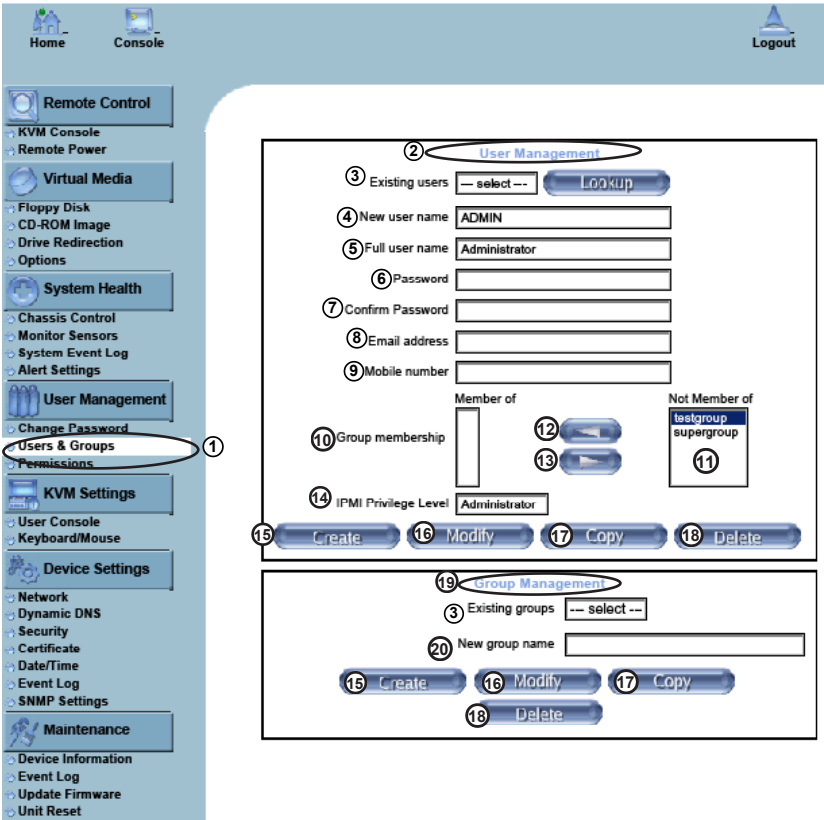 Home
Console
Logout
Remote Control
KVM Console
Remote Power
Virtual Media
Floppy Disk
CD-ROM Image
Drive Redirection
Options
System Health
Chassis Control
Monitor Sensors
System Event Log
Alert Settings
User Management
Change Password
Users & Groups 1
Permissions
KVM Settings
User Console
Keyboard/Mouse
Device Settings
Network
Dynamic DNS
Security
Certificate
Date/Time
Event Log
SNMP Settings
Maintenance
Device Information
Event Log
Update Firmware
Unit Reset
2 User Management
3 Existing users --- select --- Lookup
4 New user name ADMIN
5 Full user name Administrator
6 Password
7 Confirm Password
8 Email address
9 Mobile number
Member of Not Member of
testgroup
supergroup
10 Group membership 12 13 11
14 IPMI Privilege Level Administrator
15 Create 16 Modify 17 Copy 18 Delete
19 Group Management
3 Existing groups --- select ---
20 New group name
15 Create 16 Modify 17 Copy
18 Delete